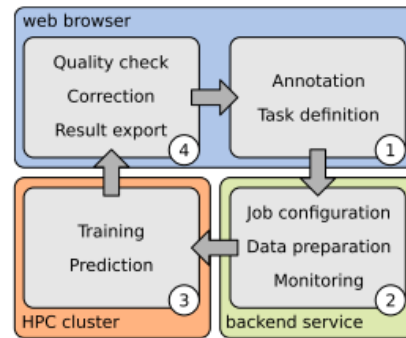 web browser
Quality check
Correction
Result export
4
Annotation
Task definition
1
Training
Prediction
3
HPC cluster
Job configuration
Data preparation
Monitoring
2
backend service